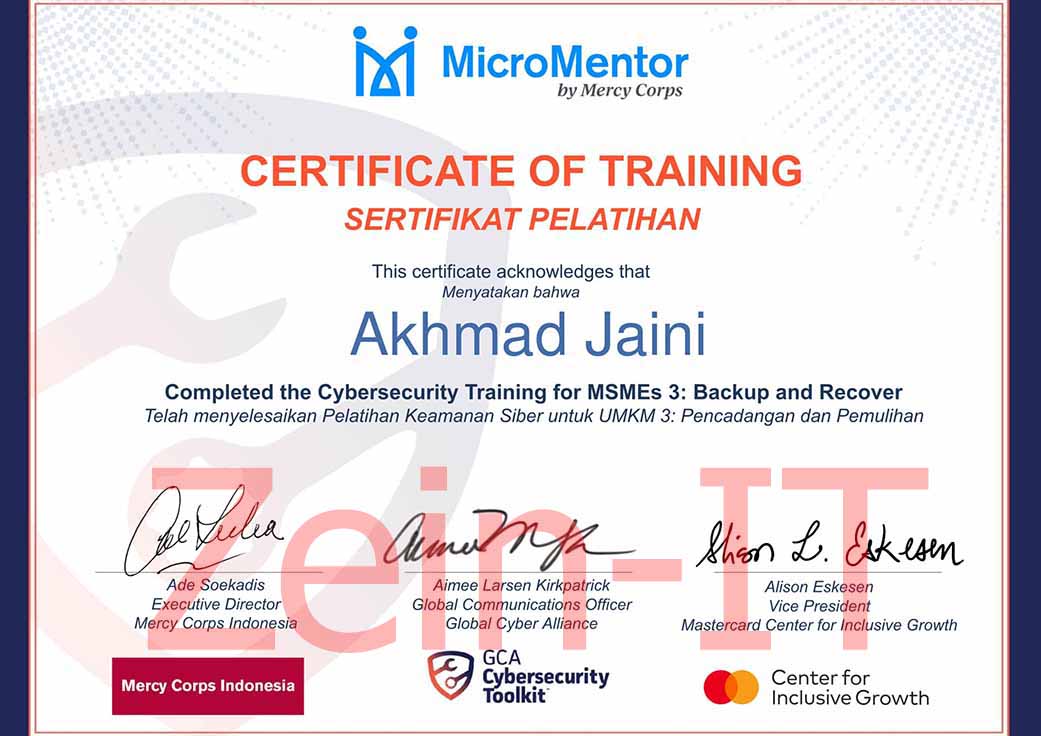 MicroMentor
by Mercy Corps
CERTIFICATE OF TRAINING
SERTIFIKAT PELATIHAN
This certificate acknowledges that
Menyatakan bahwa
Akhmad Jaini
Completed the Cybersecurity Training for MSMEs 3: Backup and Recover
Telah menyelesaikan Pelatihan Keamanan Siber untuk UMKM 3: Pencadangan dan Pemulihan
Zein-IT
Alison L. Eskesen
Ade Soekadis
Executive Director
Mercy Corps Indonesia
Aimee Larsen Kirkpatrick
Global Communications Officer
Global Cyber Alliance
Alison Eskesen
Vice President
Mastercard Center for Inclusive Growth
Mercy Corps Indonesia
GCA
Cybersecurity
Toolkit
Center for
Inclusive Growth